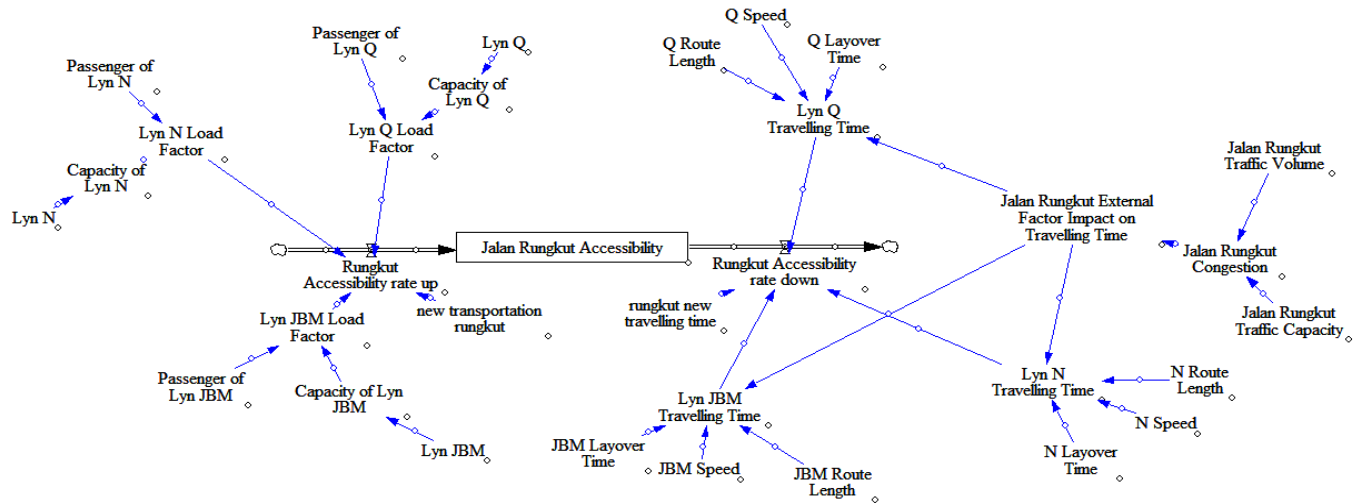 Passenger of
Lyn N
Passenger of
Lyn Q
Lyn Q
Capacity of
Lyn Q
Lyn N Load
Factor
Lyn Q Load
Factor
Capacity of
Lyn N
Lyn N
Q Speed
Q Route
Length
Q Layover
Time
Lyn Q
Travelling Time
Jalan Rungkut
Traffic Volume
Jalan Rungkut External
Factor Impact on
Travelling Time
Jalan Rungkut
Congestion
Jalan Rungkut
Traffic Capacity
Jalan Rungkut Accessibility
Rungkut
Accessibility rate up
Rungkut Accessibility
rate down
new transportation
rungkut
rungkut new
travelling time
Lyn JBM Load
Factor
Passenger of
Lyn JBM
Capacity of Lyn
JBM
Lyn JBM
Lyn JBM
Travelling Time
JBM Layover
Time
JBM Speed
JBM Route
Length
Lyn N
Travelling Time
N Route
Length
N Speed
N Layover
Time